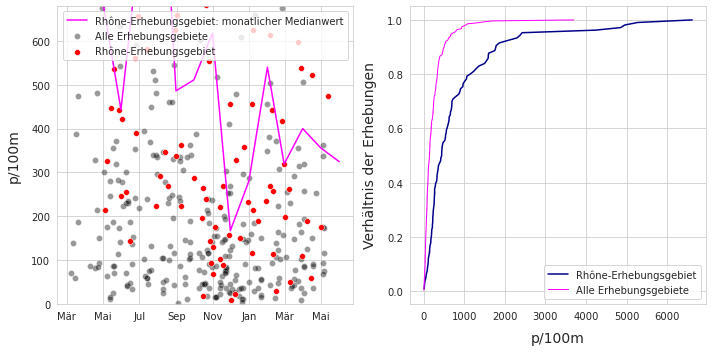 Rhône-Erhebungsgebiet: monatlicher Medianwert
Alle Erhebungsgebiete
Rhône-Erhebungsgebiet
p/100m
600
500
400
300
200
100
0
Mär
Mai
Jul
Sep
Nov
Jan
Mär
Mai
Verhältnis der Erhebungen
1.0
0.8
0.6
0.4
0.2
0.0
0
1000
2000
3000
4000
5000
6000
p/100m
Rhône-Erhebungsgebiet
Alle Erhebungsgebiete